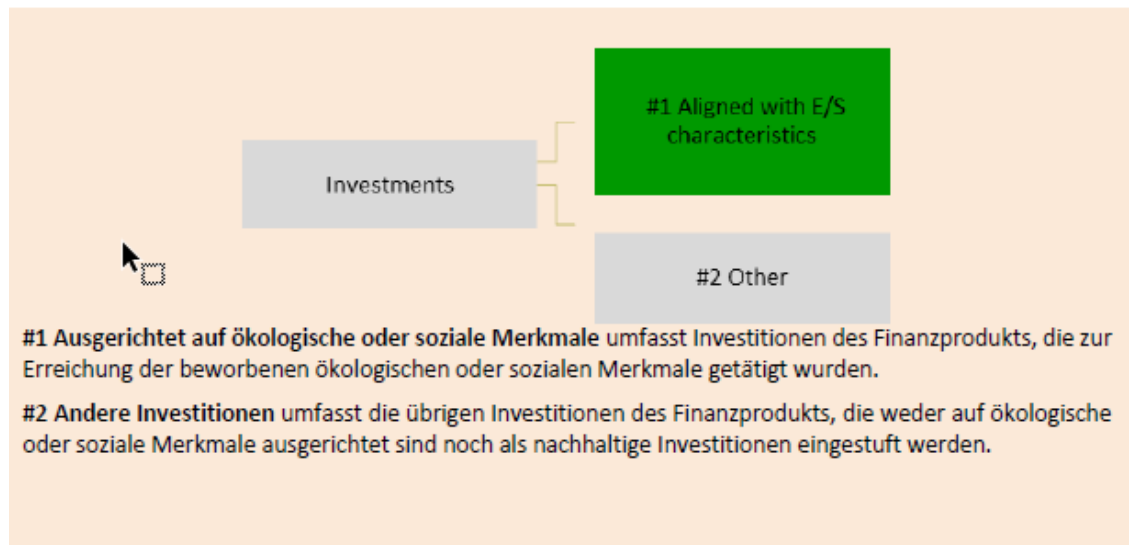 #1 Aligned with E/S
characteristics
Investments
#2 Other
#1 Ausgerichtet auf ökologische oder soziale Merkmale umfasst Investitionen des Finanzprodukts, die zur
Erreichung der beworbenen ökologischen oder sozialen Merkmale getätigt wurden.
#2 Andere Investitionen umfasst die übrigen Investitionen des Finanzprodukts, die weder auf ökologische
oder soziale Merkmale ausgerichtet sind noch als nachhaltige Investitionen eingestuft werden.